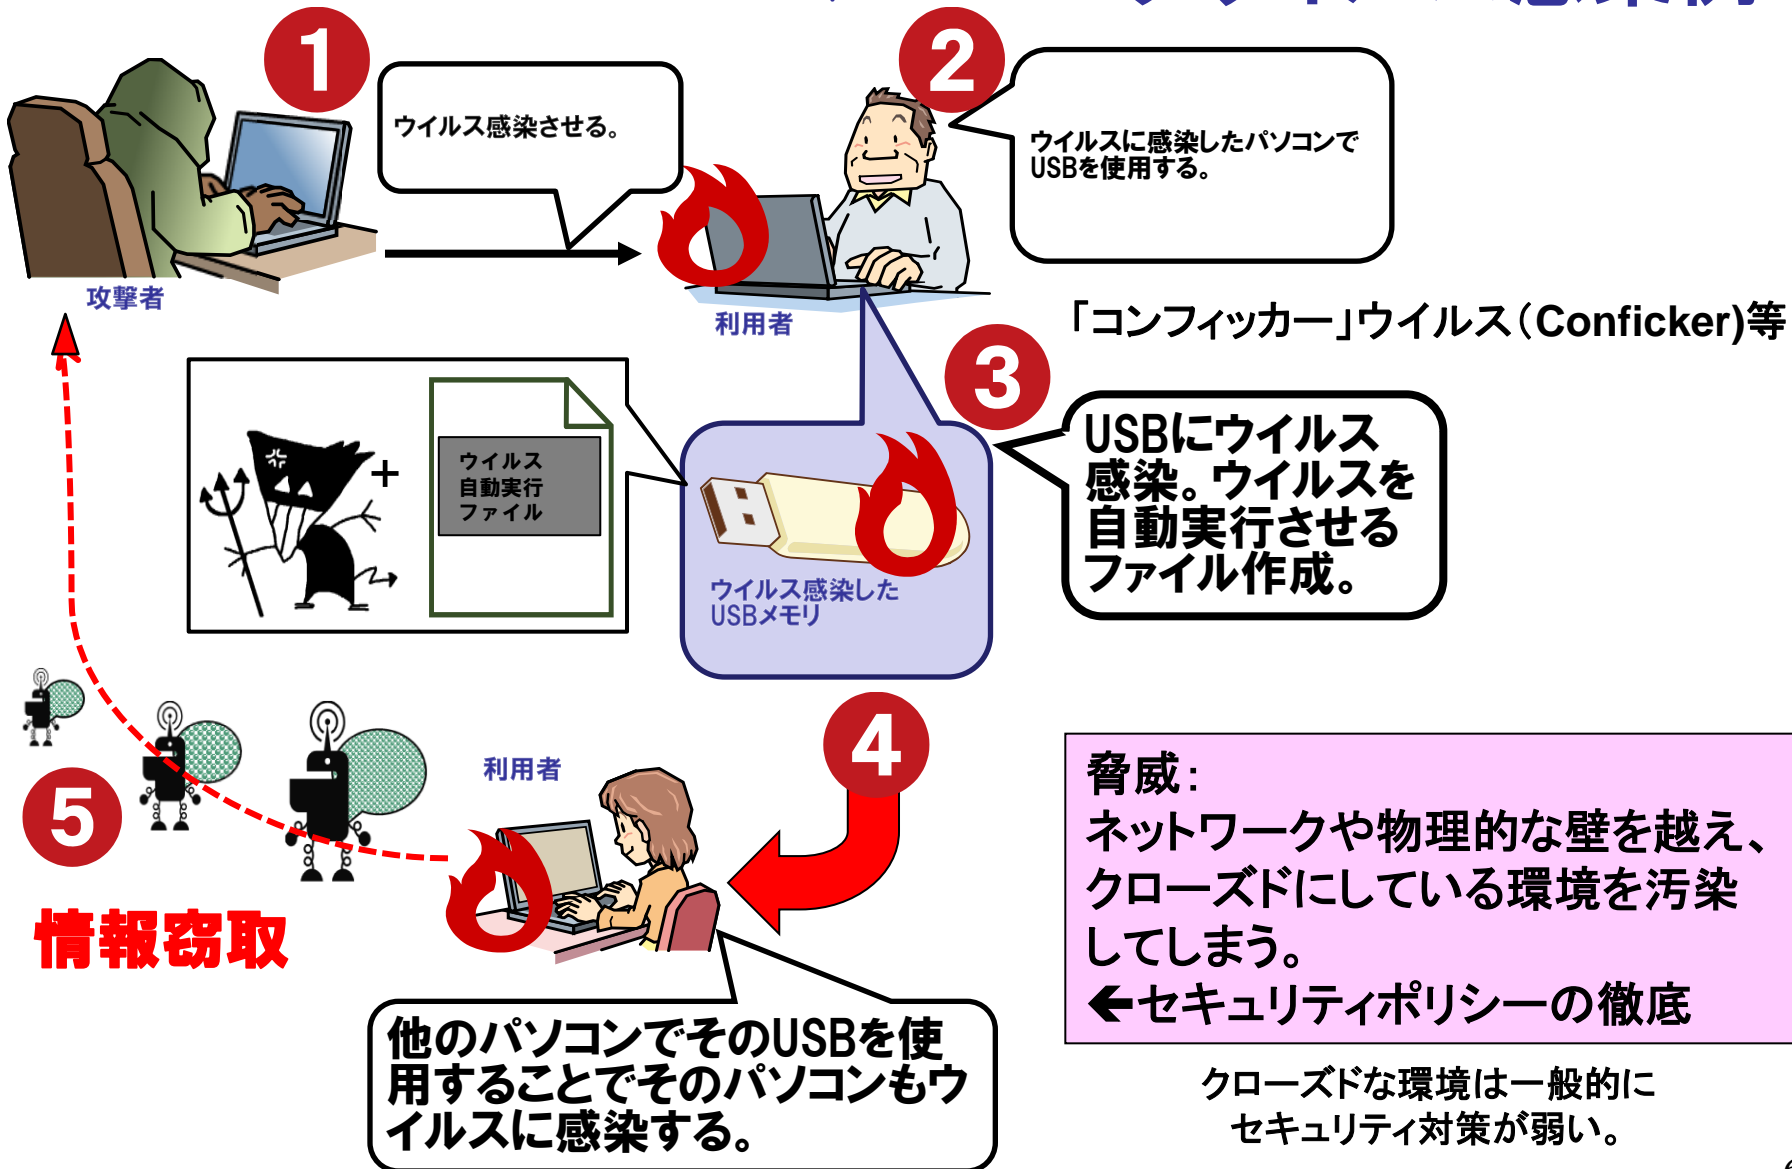 感染例
1
ウイルス感染させる。
2
ウイルスに感染したパソコンで
USBを使用する。
攻撃者
利用者
「コンフィッカー」ウイルス（Conficker)等
3
USBにウイルス
感染。ウイルスを
自動実行させる
ファイル作成。
+
ウイルス
自動実行
ファイル
ウイルス感染した
USBメモリ
4
利用者
5
情報窃取
他のパソコンでそのUSBを使
用することでそのパソコンもウ
イルスに感染する。
脅威：
ネットワークや物理的な壁を越え、
クローズドにしている環境を汚染
してしまう。
←セキュリティポリシーの徹底
クローズドな環境は一般的に
セキュリティ対策が弱い。